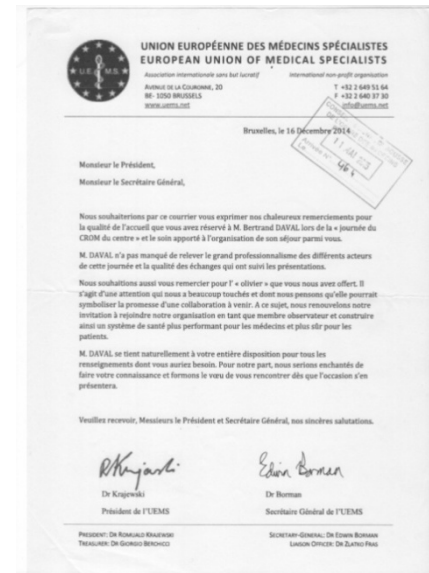 U.E.M.S.
UNION EUROPÉENNE DES MÉDECINS SPÉCIALISTES
EUROPEAN UNION OF MEDICAL SPECIALISTS
Association internationale sans but lucratif international non-profit organisation
AVENUE DE LA COURONNE, 20 T +32 2 649 51 64
BE- 1050 BRUSSELS F +32 2 640 37 30
www.uems.net info@uems.net
Bruxelles, le 16 Décembre 2014
Monsieur le Président,
Monsieur le Secrétaire Général,
Nous souhaiterions par ce courrier vous exprimer nos chaleureux remerciements pour
la qualité de l'accueil que vous avez réservé à M. Bertrand DAVAL lors de la « journée du
CROM du centre » et le soin apporté à l'organisation de son séjour parmi vous.
M. DAVAL n'a pas manqué de relever le grand professionnalisme des différents acteurs
de cette journée et la qualité des échanges qui ont suivi les présentations.
Nous souhaitions aussi vous remercier pour l' « olivier » que vous nous avez offert. Il
s'agit d'une attention qui nous a beaucoup touchés et dont nous pensons qu'elle pourrait
symboliser la promesse d'une collaboration à venir. A ce sujet, nous renouvelons notre
invitation à rejoindre notre organisation en tant que membre observateur et construire
ainsi un système de santé plus performant pour les médecins et plus sûr pour les
patients.
M. DAVAL se tient naturellement à votre entière disposition pour tous les
renseignements dont vous auriez besoin. Pour notre part, nous serions enchantés de
faire votre connaissance et formons le vœu de vous rencontrer dès que l'occasion s'en
présentera.
Veuillez recevoir, Messieurs le Président et Secrétaire Général, nos sincères salutations.
Edwin Borman
Dr Krajewski Dr Borman
Président de l'UEMS Secrétaire Général de l'UEMS
PRESIDENT: DR ROMUALD KRAJEWSKI SECRETARY-GENERAL: DR EDWIN BORMAN
TREASURER: DR GIORGIO BERCHICCI LIAISON OFFICER: DR ZLATKO FRAS